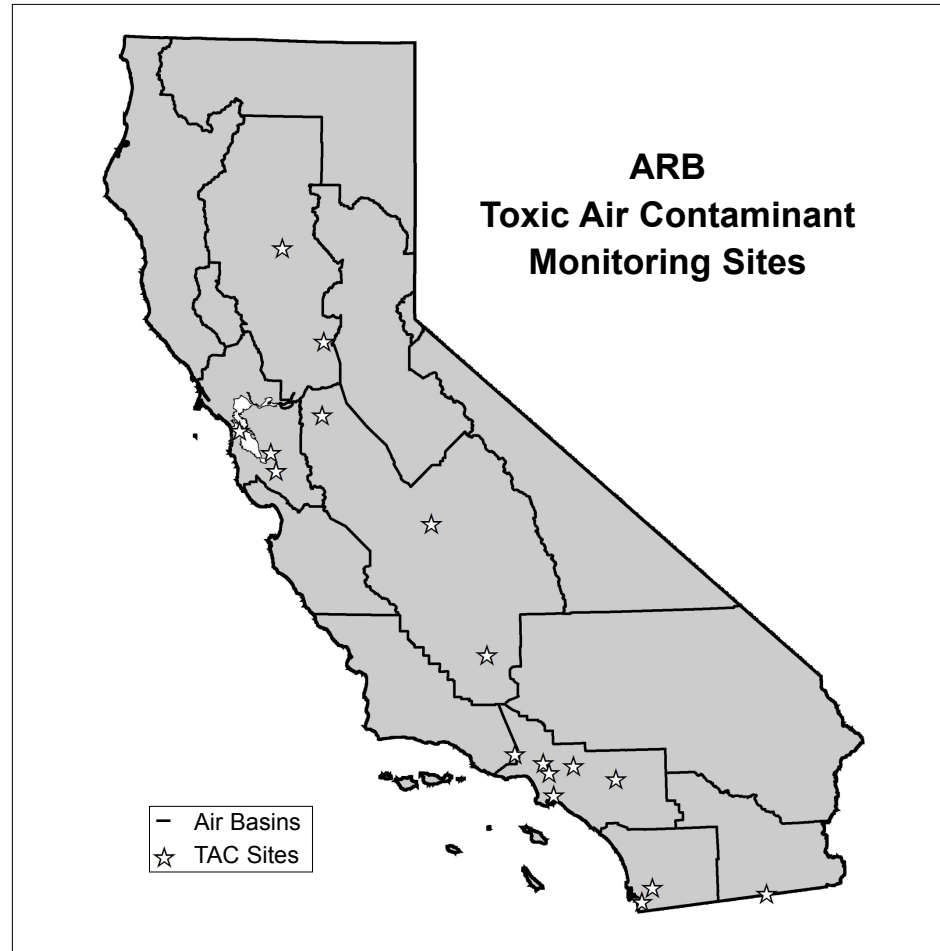 ARB
Toxic Air Contaminant
Monitoring Sites
Air Basins
TAC Sites